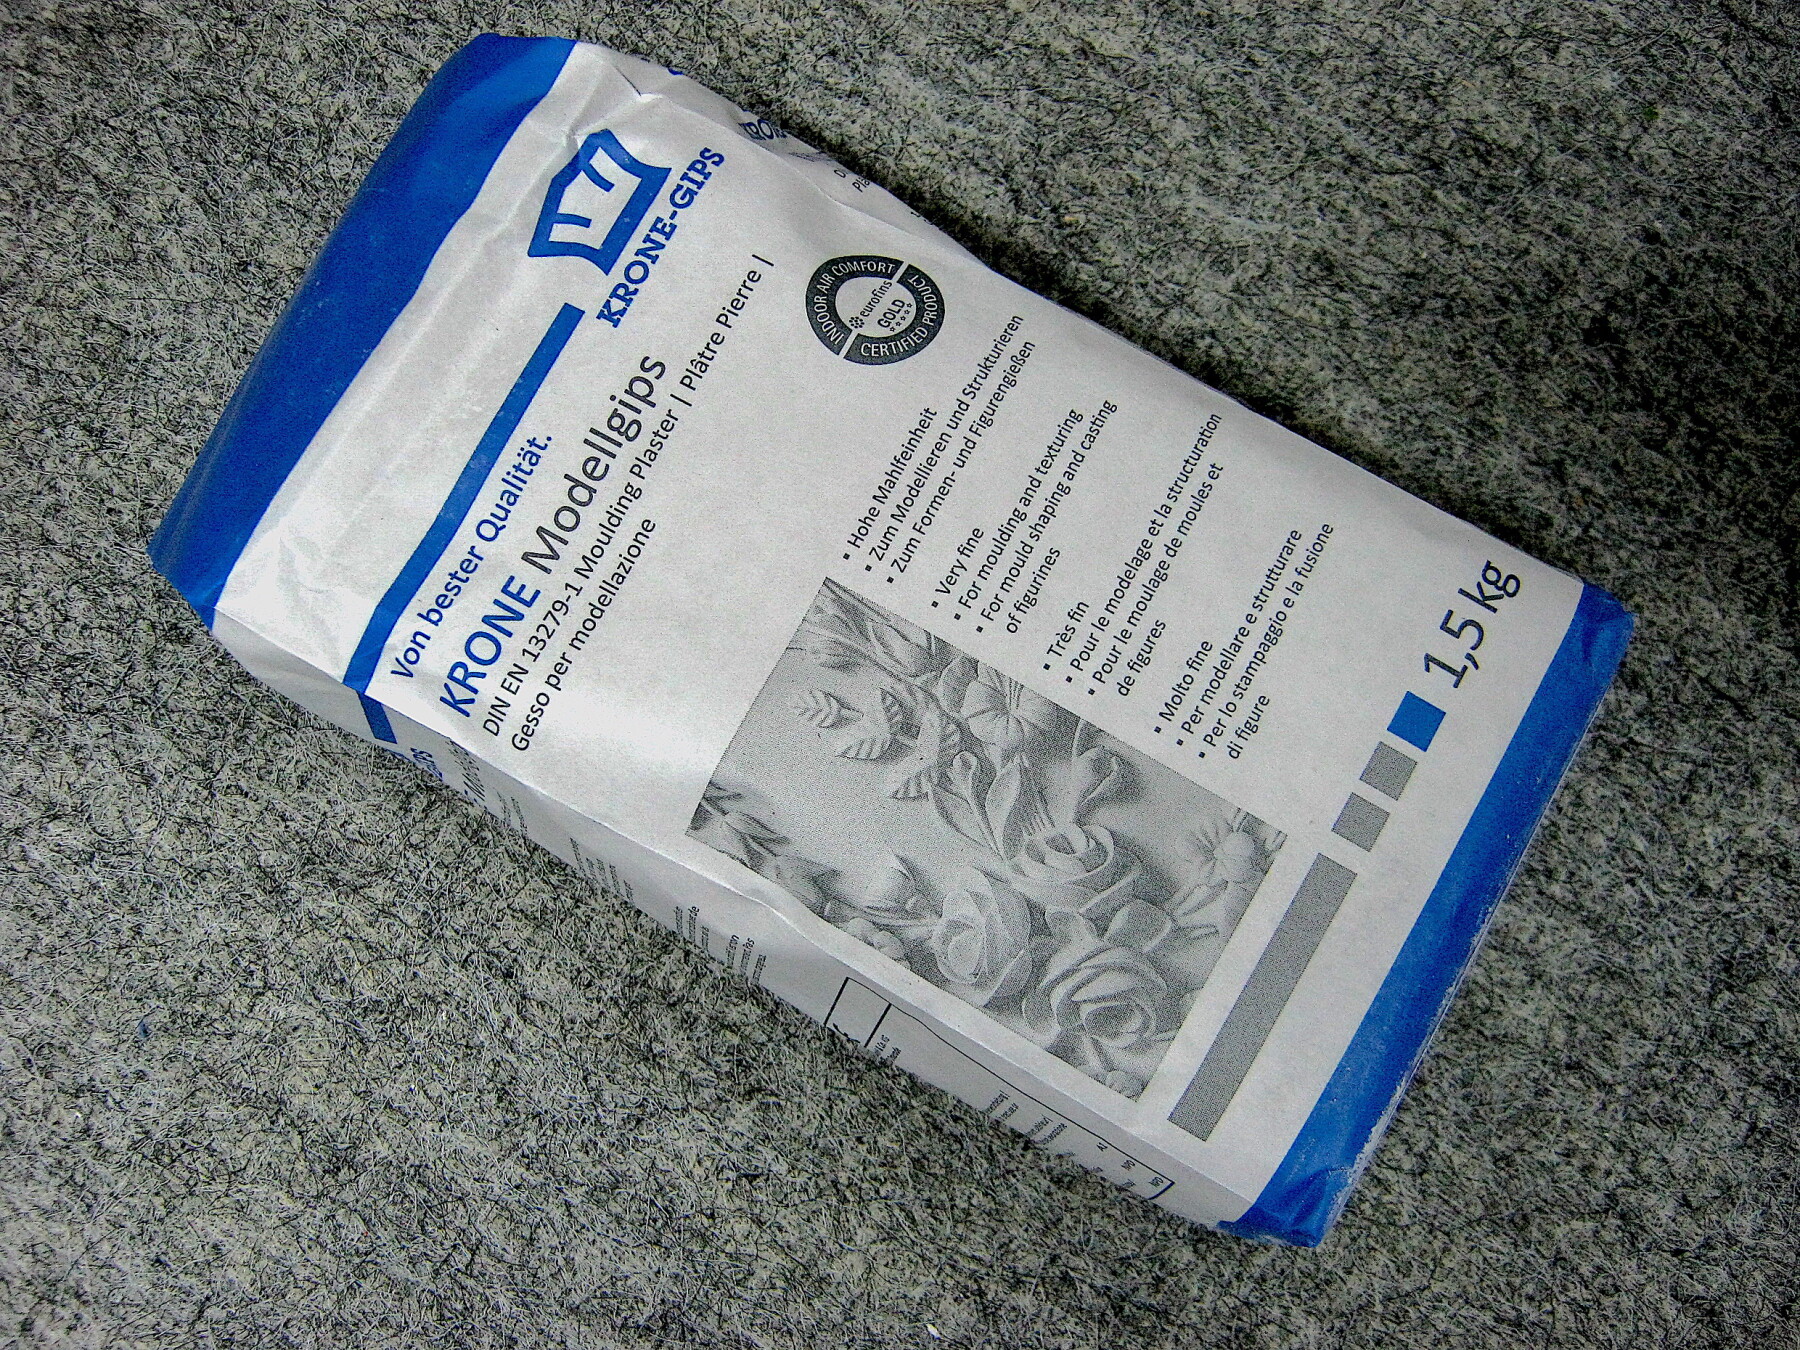 KRONE-GIPS
Von bester Qualität.
KRONE Modellgips
DIN EN 13279-1 Moulding Plaster | Plâtre Pierre |
Gesso per modellazione
INDOOR AIR COMFORT
eurofins
GOLD
CERTIFIED PRODUCT
▪ Hohe Mahlfeinheit
▪ Zum Modellieren und Strukturieren
▪ Zum Formen- und Figurengießen
▪ Very fine
▪ For moulding and texturing
▪ For mould shaping and casting
of figurines
▪ Très fin
▪ Pour le modelage et la structuration
▪ Pour le moulage de moules et
de figures
▪ Molto fine
▪ Per modellare e strutturare
▪ Per lo stampaggio e la fusione
di figure
1,5 kg